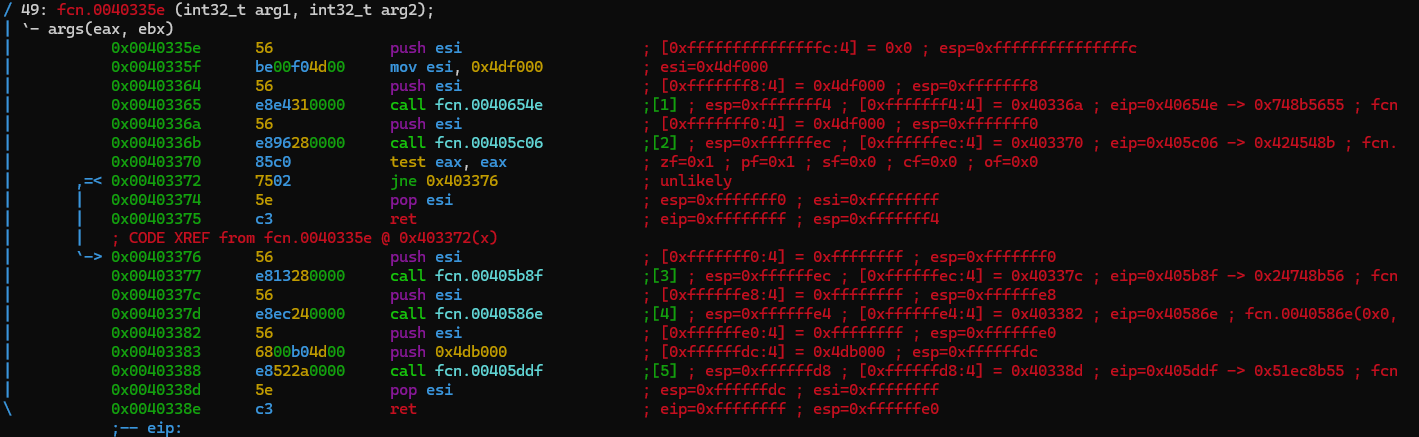 / 49: fcn.0040335e (int32_t arg1, int32_t arg2);
| `- args(eax, ebx)
|           0x0040335e      56             push esi                    ; [0xfffffffffffffffc:4] = 0x0 ; esp=0xfffffffffffffffc
|           0x0040335f      be00f04d00     mov esi, 0x4df000           ; esi=0x4df000
|           0x00403364      56             push esi                    ; [0xfffffff8:4] = 0x4df000 ; esp=0xfffffff8
|           0x00403365      e8e4310000     call fcn.0040654e           ;[1] ; esp=0xfffffff4 ; [0xfffffff4:4] = 0x40336a ; eip=0x40654e -> 0x748b5655 ; fcn
|           0x0040336a      56             push esi                    ; [0xfffffff0:4] = 0x4df000 ; esp=0xfffffff0
|           0x0040336b      e896280000     call fcn.00405c06           ;[2] ; esp=0xffffffec ; [0xffffffec:4] = 0x403370 ; eip=0x405c06 -> 0x424548b ; fcn.
|           0x00403370      85c0           test eax, eax               ; zf=0x1 ; pf=0x1 ; sf=0x0 ; cf=0x0 ; of=0x0
|       ,=< 0x00403372      7502           jne 0x403376                ; unlikely
|       |   0x00403374      5e             pop esi                     ; esp=0xfffffff0 ; esi=0xffffffff
|       |   0x00403375      c3             ret                         ; eip=0xffffffff ; esp=0xfffffff4
|       |   ; CODE XREF from fcn.0040335e @ 0x403372(x)
|       `-> 0x00403376      56             push esi                    ; [0xfffffff0:4] = 0xffffffff ; esp=0xfffffff0
|           0x00403377      e813280000     call fcn.00405b8f           ;[3] ; esp=0xffffffec ; [0xffffffec:4] = 0x40337c ; eip=0x405b8f -> 0x24748b56 ; fcn
|           0x0040337c      56             push esi                    ; [0xffffffe8:4] = 0xffffffff ; esp=0xffffffe8
|           0x0040337d      e8ec240000     call fcn.0040586e           ;[4] ; esp=0xffffffe4 ; [0xffffffe4:4] = 0x403382 ; eip=0x40586e ; fcn.0040586e(0x0,
|           0x00403382      56             push esi                    ; [0xffffffe0:4] = 0xffffffff ; esp=0xffffffe0
|           0x00403383      6800b04d00     push 0x4db000               ; [0xffffffdc:4] = 0x4db000 ; esp=0xffffffdc
|           0x00403388      e8522a0000     call fcn.00405ddf           ;[5] ; esp=0xffffffd8 ; [0xffffffd8:4] = 0x40338d ; eip=0x405ddf -> 0x51ec8b55 ; fcn
|           0x0040338d      5e             pop esi                     ; esp=0xffffffdc ; esi=0xffffffff
\           0x0040338e      c3             ret                         ; eip=0xffffffff ; esp=0xffffffe0
            ;-- eip: